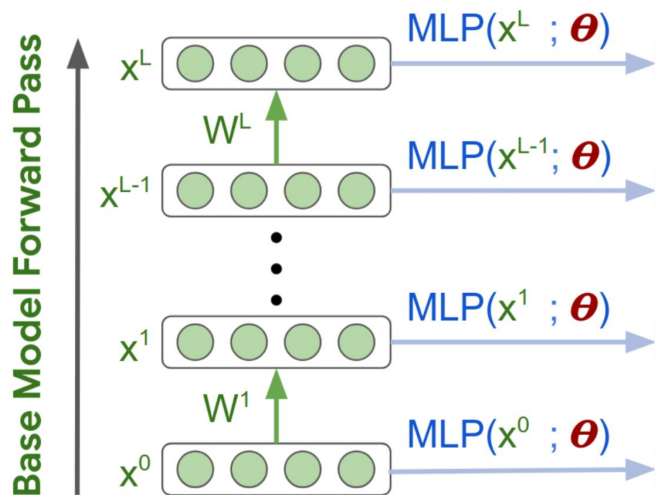 Base Model Forward Pass
x^L
MLP(x^L ; θ)
W^L
x^{L-1}
MLP(x^{L-1}; θ)
x^1
MLP(x^1 ; θ)
W^1
x^0
MLP(x^0 ; θ)